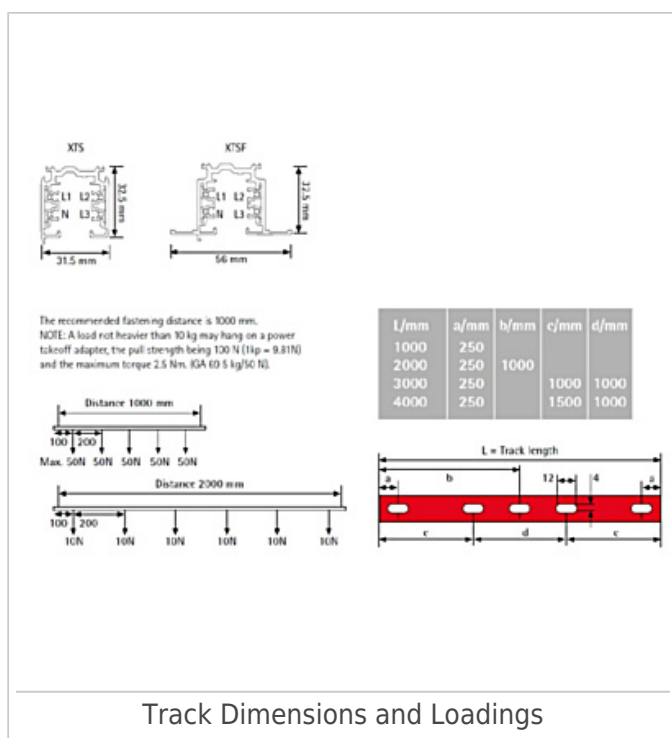 XTS
XTSF
L1 L2
N L3
32.5 mm
31.5 mm
L1 L2
N L3
32.5 mm
56 mm
The recommended fastening distance is 1000 mm.
NOTE: A load not heavier than 10 kg may hang on a power
takeoff adapter, the pull strength being 100 N (1kp = 9.81N)
and the maximum torque 2.5 Nm. (GA 69 5 kg/50 N).
Distance 1000 mm
100 200
Max. 50N 50N 50N 50N 50N
Distance 2000 mm
100 200
10N 10N 10N 10N 10N 10N
L/mm a/mm b/mm c/mm d/mm
1000 250
2000 250 1000
3000 250 1000 1000
4000 250 1500 1000
L = Track length
a b 12 4 a
c d c
Track Dimensions and Loadings